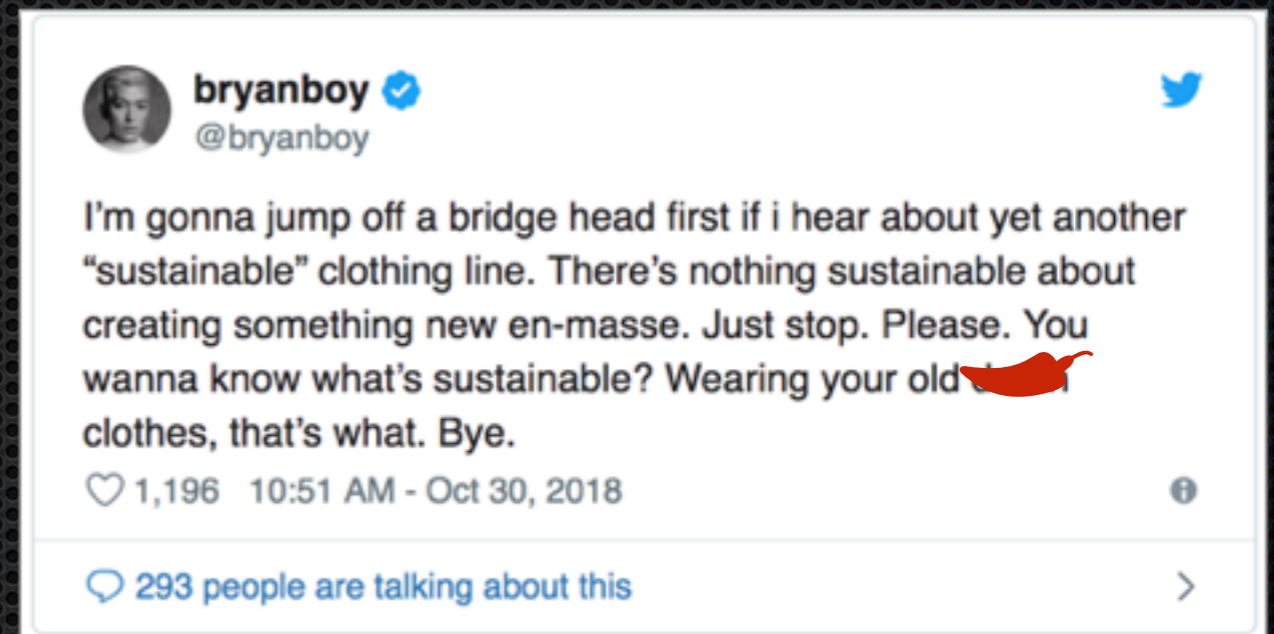 bryanboy
@bryanboy
I'm gonna jump off a bridge head first if i hear about yet another
“sustainable” clothing line. There's nothing sustainable about
creating something new en-masse. Just stop. Please. You
wanna know what's sustainable? Wearing your old
clothes, that's what. Bye.
1,196 10:51 AM - Oct 30, 2018
293 people are talking about this